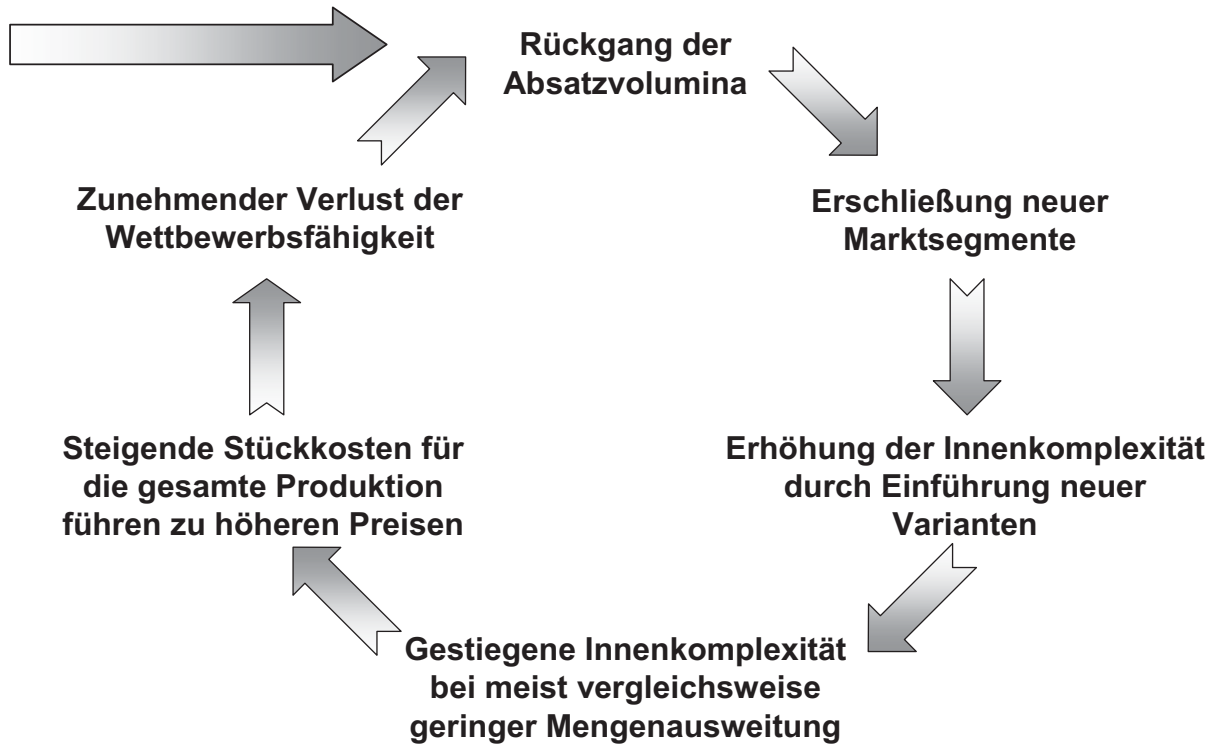 Rückgang der
Absatzvolumina
Erschließung neuer
Marktsegmente
Erhöhung der Innenkomplexität
durch Einführung neuer
Varianten
Gestiegene Innenkomplexität
bei meist vergleichsweise
geringer Mengenausweitung
Steigende Stückkosten für
die gesamte Produktion
führen zu höheren Preisen
Zunehmender Verlust der
Wettbewerbsfähigkeit